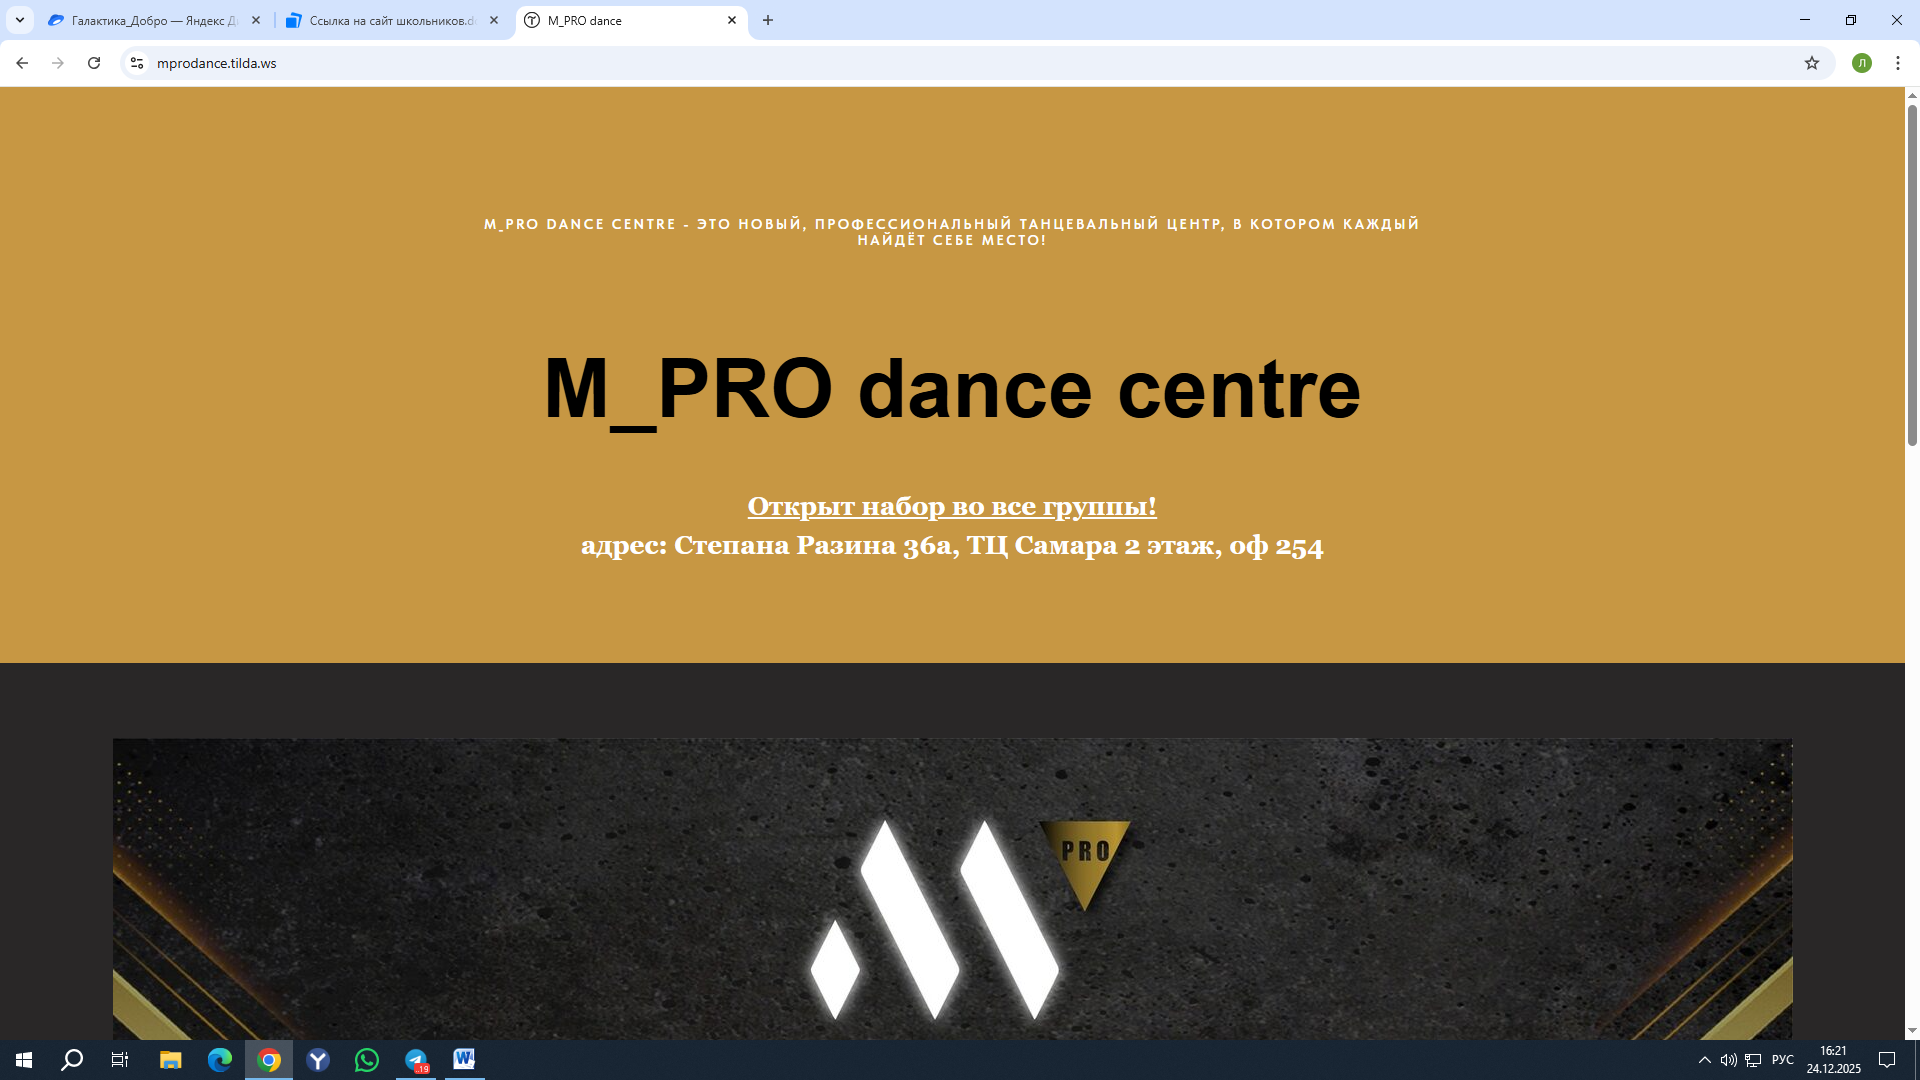 Галактика_Добро — Яндекс Д
Ссылка на сайт школьников.d
M_PRO dance
mprodance.tilda.ws
Л
M_PRO DANCE CENTRE - ЭТО НОВЫЙ, ПРОФЕССИОНАЛЬНЫЙ ТАНЦЕВАЛЬНЫЙ ЦЕНТР, В КОТОРОМ КАЖДЫЙ
НАЙДЁТ СЕБЕ МЕСТО!
M_PRO dance centre
Открыт набор во все группы!
адрес: Степана Разина 36а, ТЦ Самара 2 этаж, оф 254
PRO
..19
РУС
16:21
24.12.2025